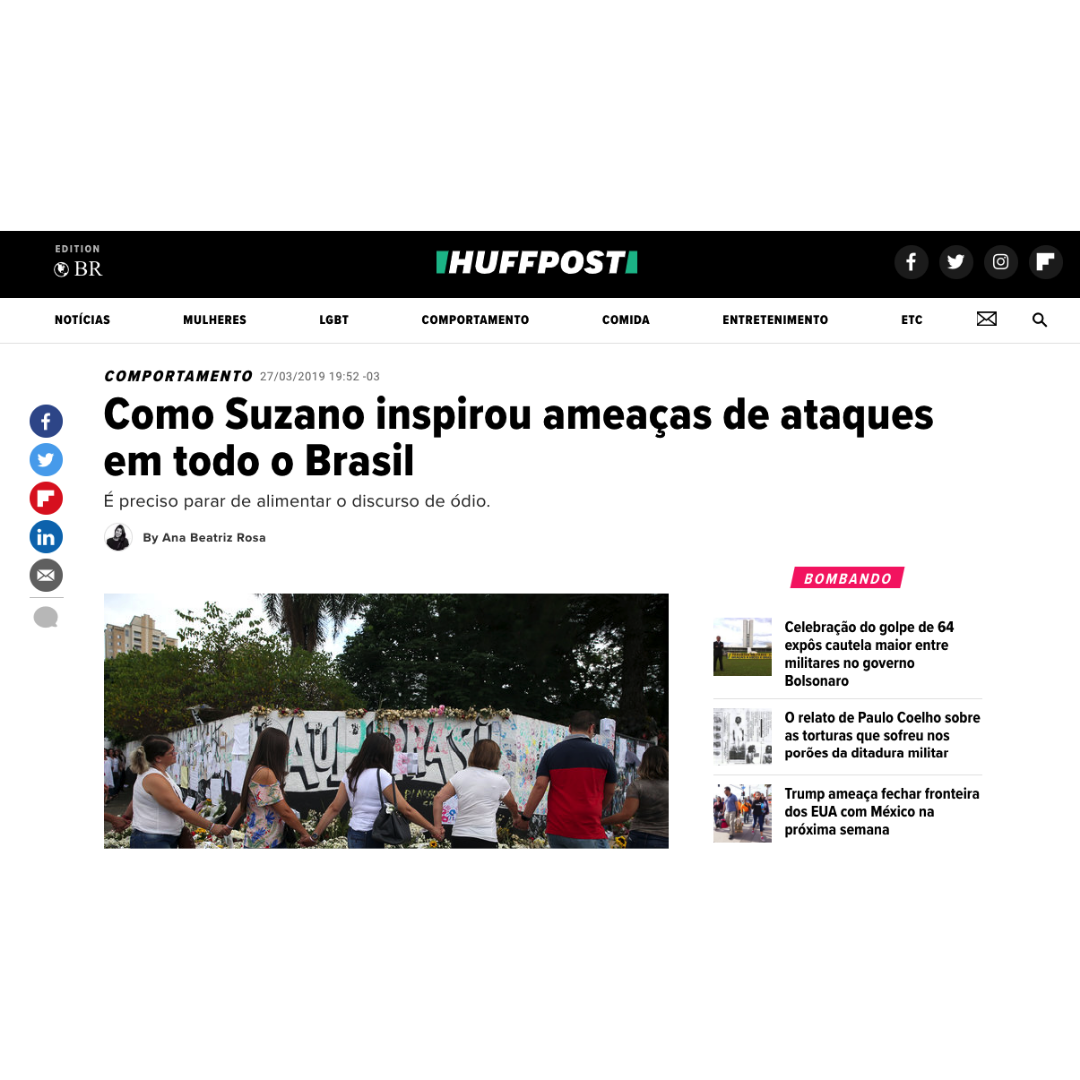 EDITION
BR
HUFFPOST
NOTÍCIAS MULHERES LGBT COMPORTAMENTO COMIDA ENTRETENIMENTO ETC
COMPORTAMENTO 27/03/2019 19:52 -03
Como Suzano inspirou ameaças de ataques
em todo o Brasil
É preciso parar de alimentar o discurso de ódio.
By Ana Beatriz Rosa
BOMBANDO
Celebração do golpe de 64
expôs cautela maior entre
militares no governo
Bolsonaro
O relato de Paulo Coelho sobre
as torturas que sofreu nos
porões da ditadura militar
Trump ameaça fechar fronteira
dos EUA com México na
próxima semana